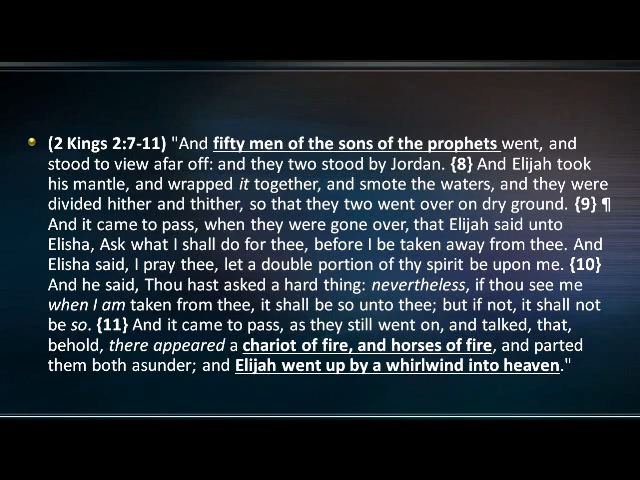 (2 Kings 2:7-11) "And fifty men of the sons of the prophets went, and
stood to view afar off: and they two stood by Jordan. {8} And Elijah took
his mantle, and wrapped it together, and smote the waters, and they were
divided hither and thither, so that they two went over on dry ground. {9} ¶
And it came to pass, when they were gone over, that Elijah said unto
Elisha, Ask what I shall do for thee, before I be taken away from thee. And
Elisha said, I pray thee, let a double portion of thy spirit be upon me. {10}
And he said, Thou hast asked a hard thing: nevertheless, if thou see me
when I am taken from thee, it shall be so unto thee; but if not, it shall not
be so. {11} And it came to pass, as they still went on, and talked, that,
behold, there appeared a chariot of fire, and horses of fire, and parted
them both asunder; and Elijah went up by a whirlwind into heaven."